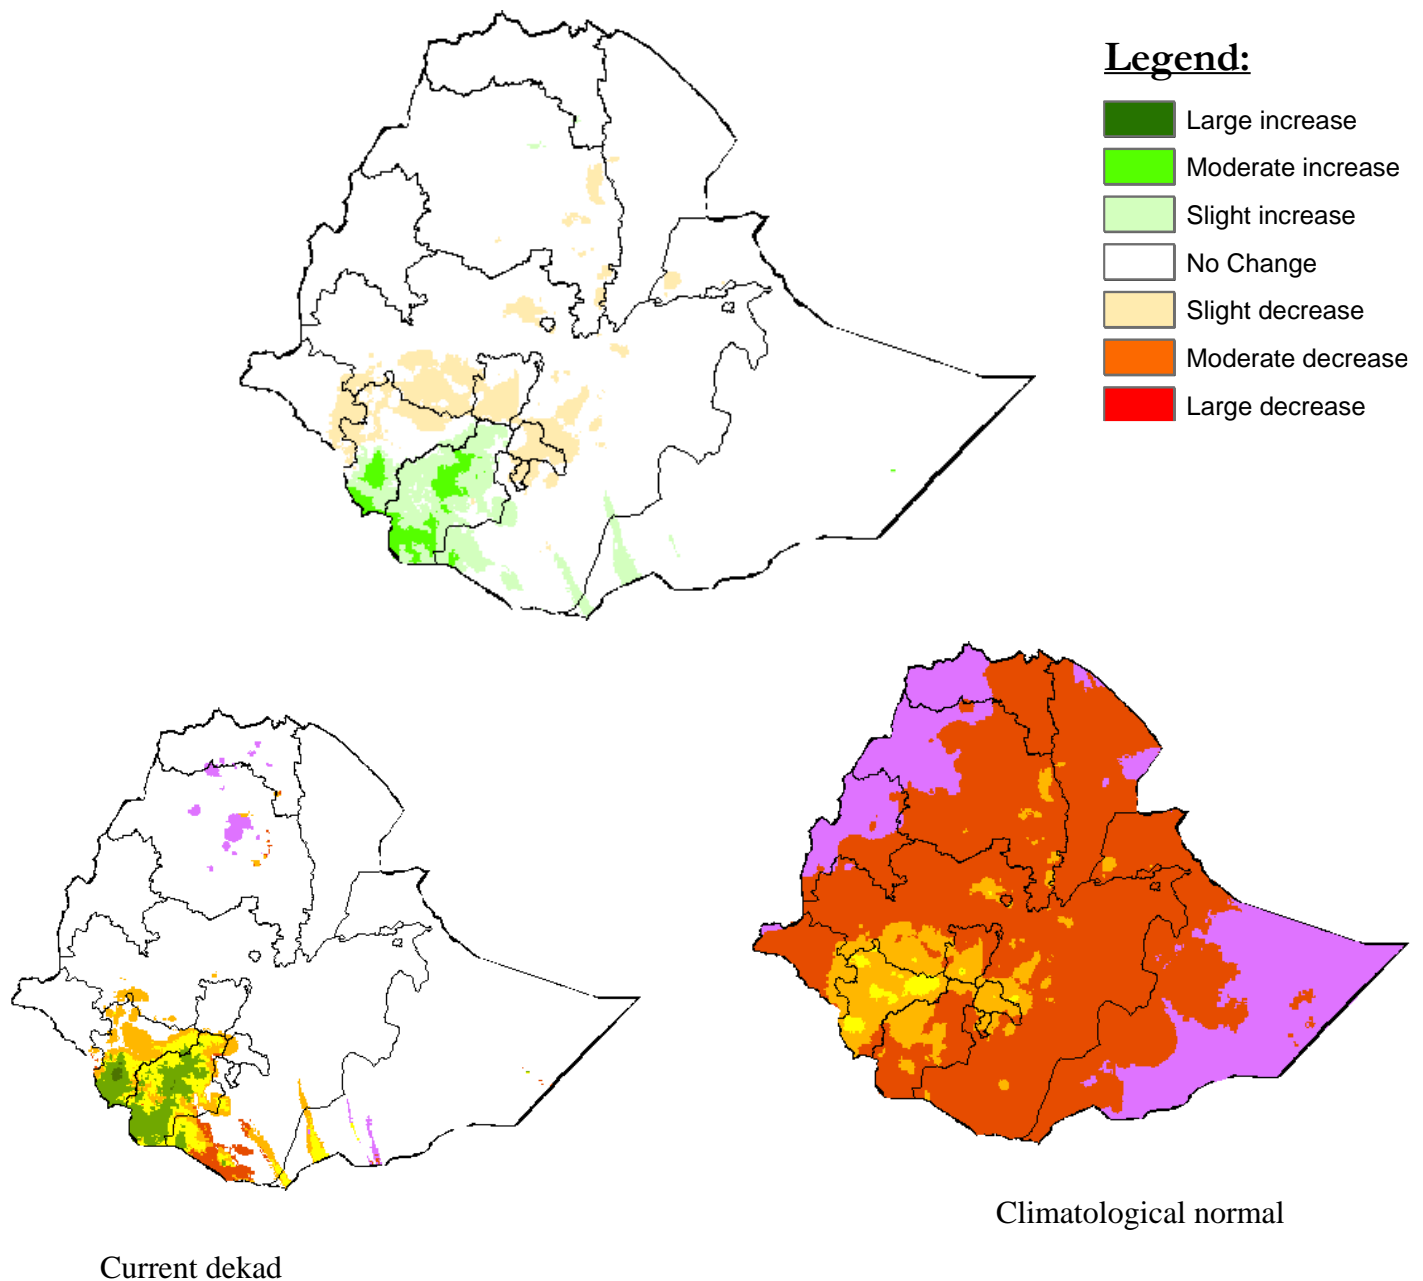 Legend:
Large increase
Moderate increase
Slight increase
No Change
Slight decrease
Moderate decrease
Large decrease
Climatological normal
Current dekad